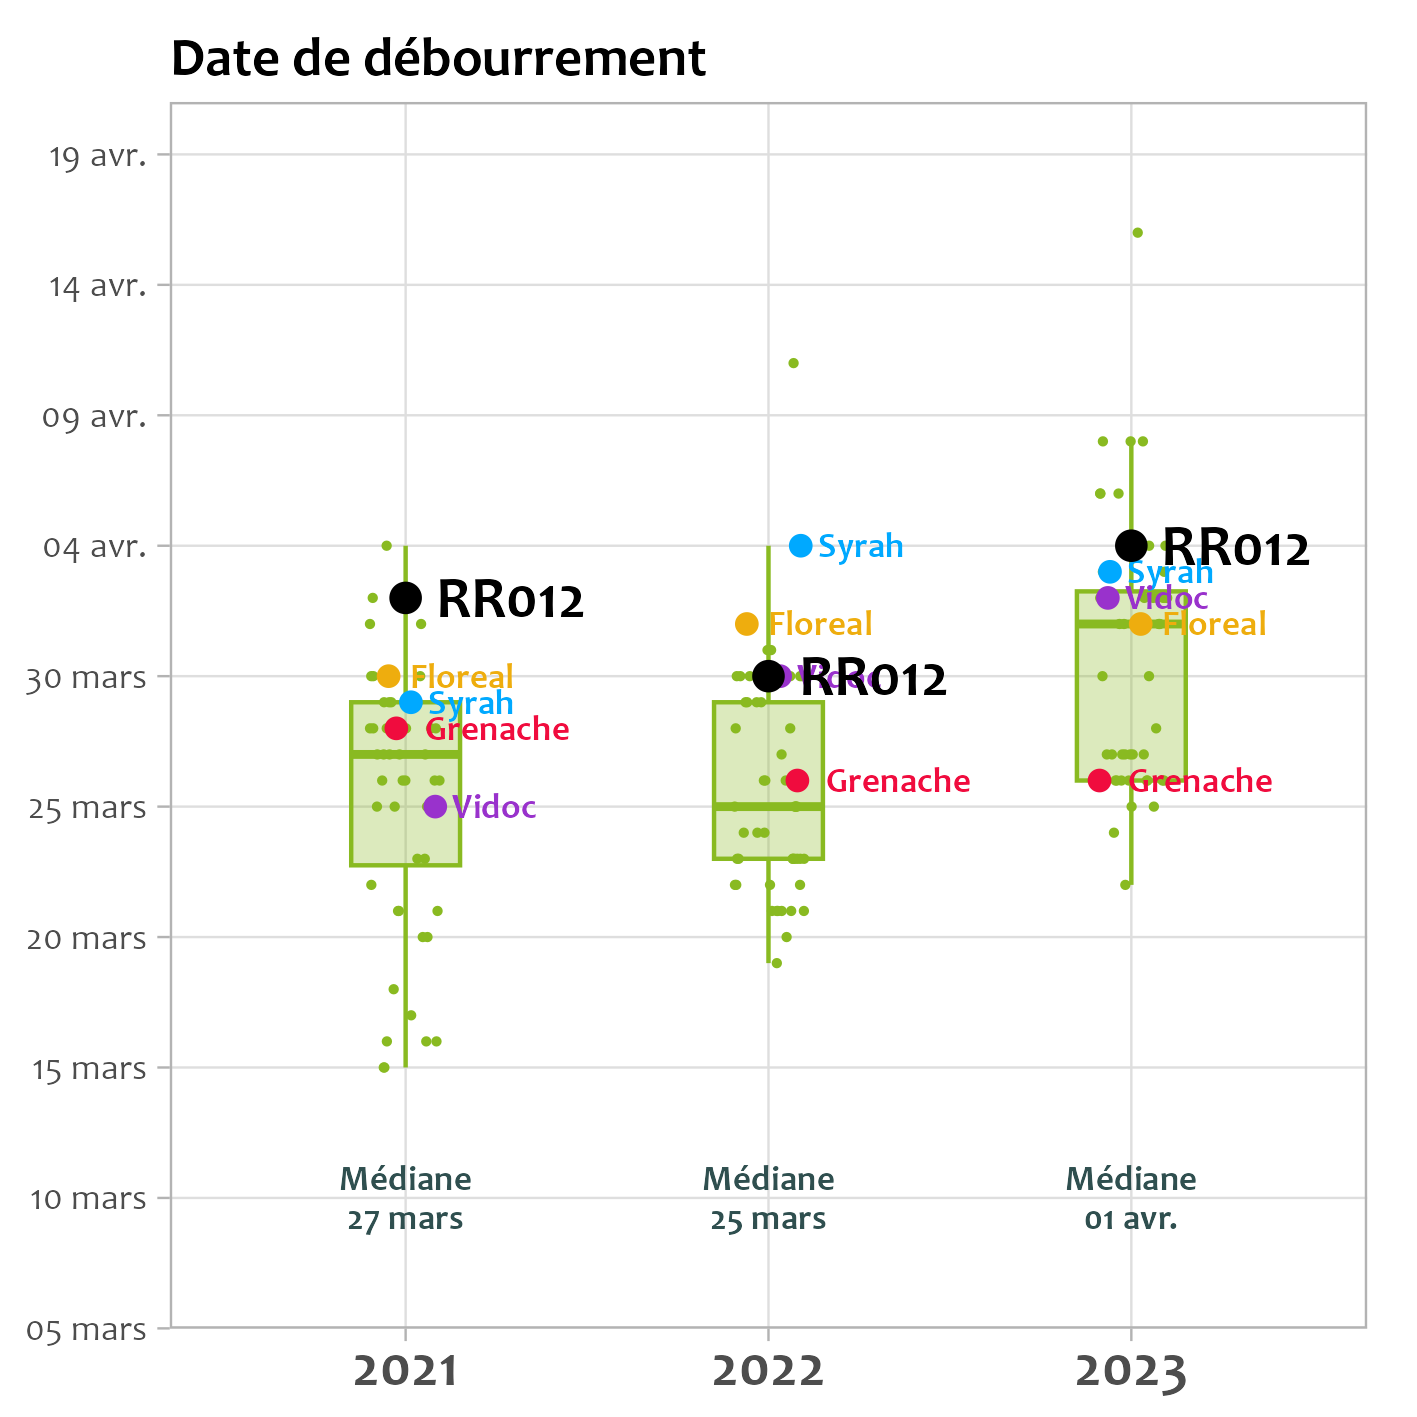 Date de débourrement
19 avr.
14 avr.
09 avr.
04 avr.
30 mars
25 mars
20 mars
15 mars
10 mars
05 mars
RR012
Floreal
Syrah
Grenache
Vidoc
Médiane
27 mars
Syrah
Floreal
Vidoc
RR012
Grenache
Médiane
25 mars
RR012
Syrah
Vidoc
Floreal
Grenache
Médiane
01 avr.
2021
2022
2023